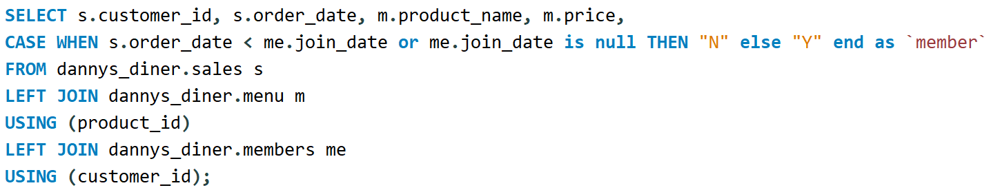 SELECT s.customer_id, s.order_date, m.product_name, m.price,
CASE WHEN s.order_date < me.join_date or me.join_date is null THEN "N" else "Y" end as `member`
FROM dannys_diner.sales s
LEFT JOIN dannys_diner.menu m
USING (product_id)
LEFT JOIN dannys_diner.members me
USING (customer_id);